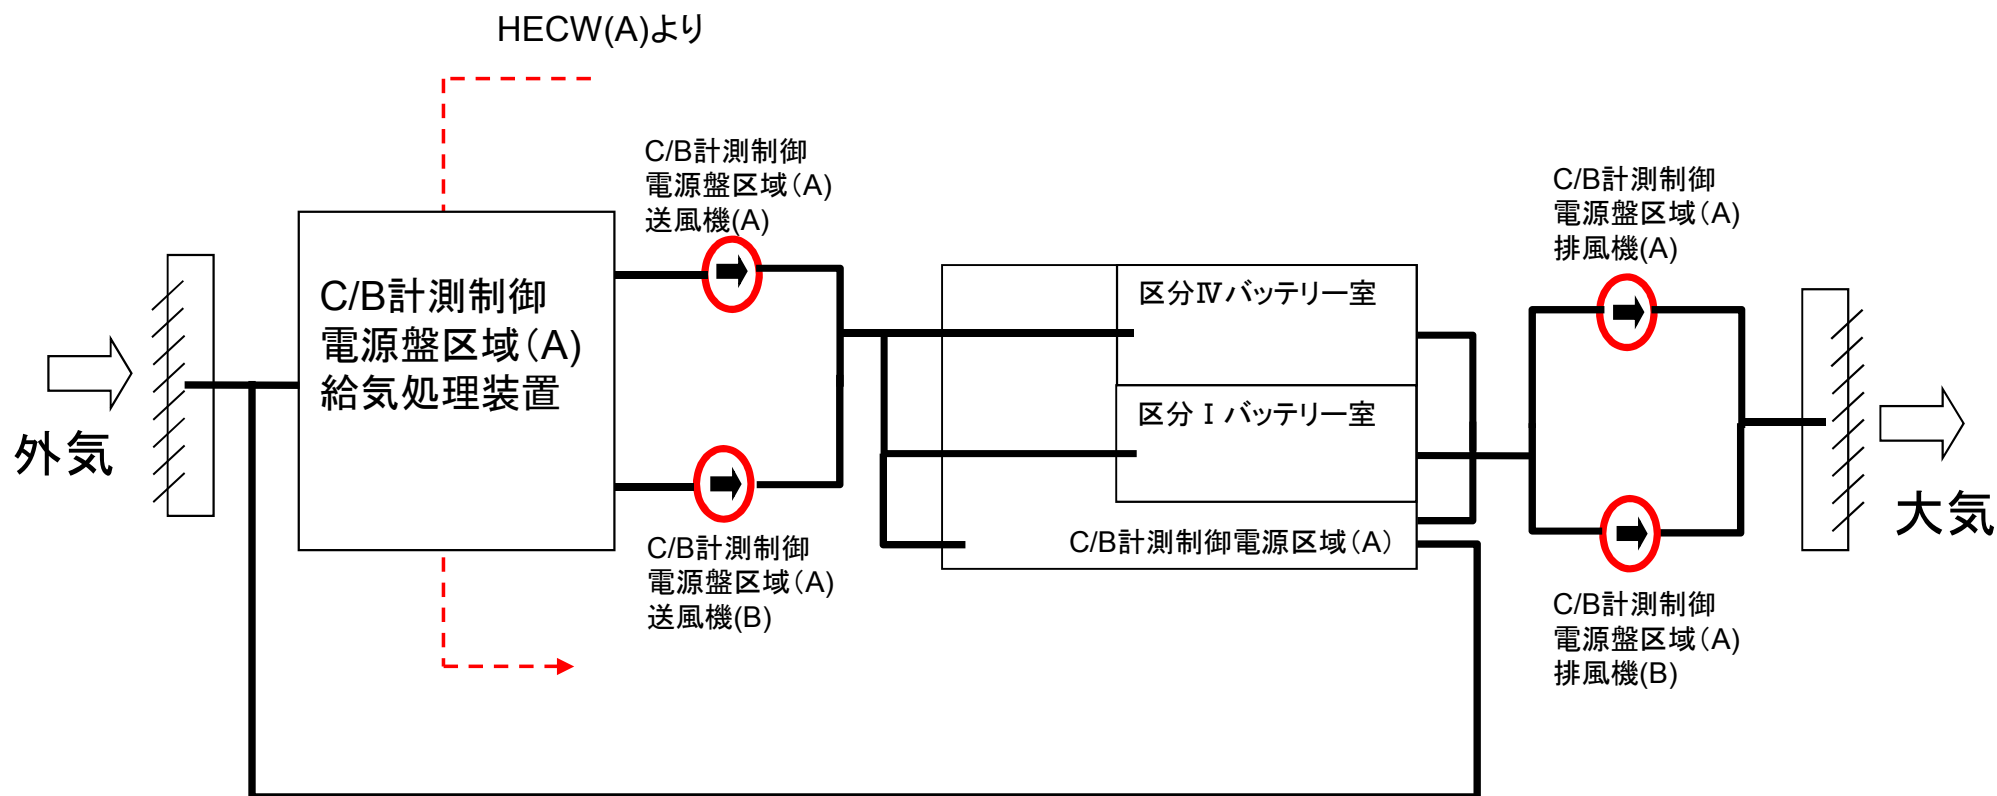 HECW(A)より
C/B計測制御
電源盤区域(A)
送風機(A)
C/B計測制御
電源盤区域(A)
排風機(A)
C/B計測制御
電源盤区域(A)
給気処理装置
区分Ⅳバッテリー室
区分Ⅰバッテリー室
外気
大気
C/B計測制御電源区域(A)
C/B計測制御
電源盤区域(A)
送風機(B)
C/B計測制御
電源盤区域(A)
排風機(B)